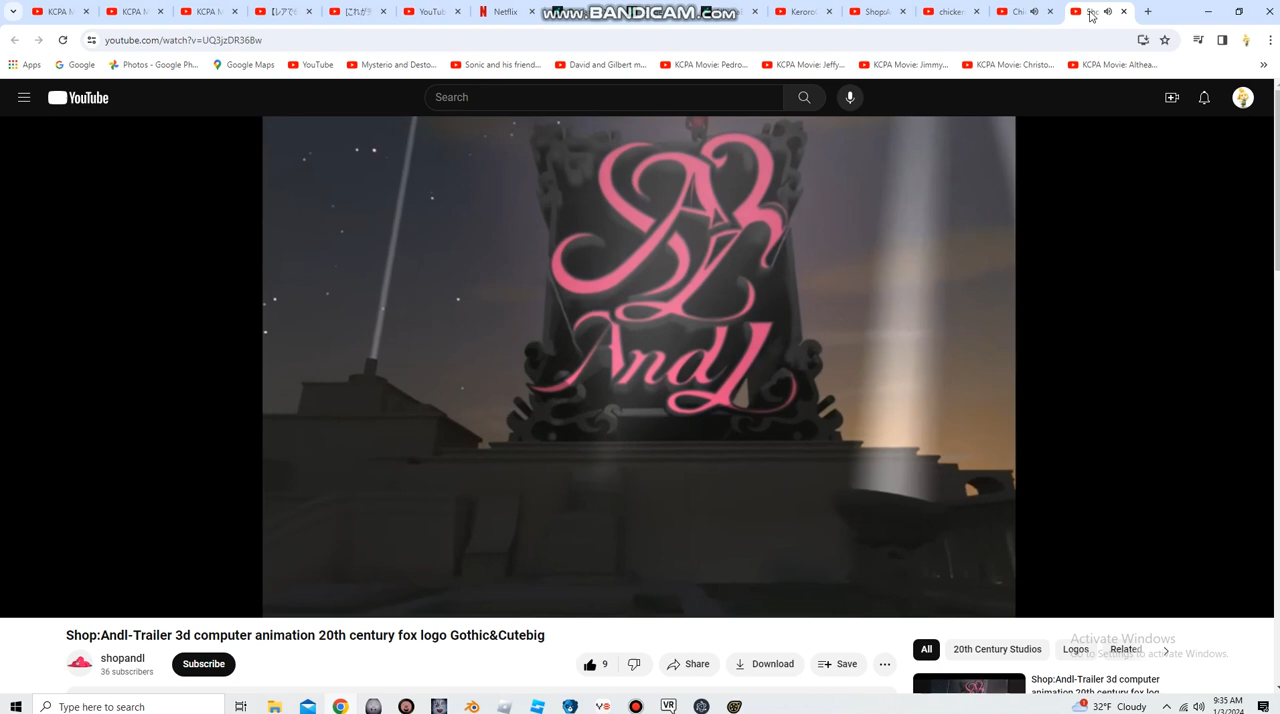 KCPA M
KCPA M
KCPA M
YouTub
Netflix
www.BANDICAM.com
Keroro
Shop:A
chicken
Chi
Sho
youtube.com/watch?v=UQ3jzDR36Bw
Apps
Google
Photos - Google Ph...
Google Maps
YouTube
Mysterio and Desto...
Sonic and his friend...
David and Gilbert m...
KCPA Movie: Pedro...
KCPA Movie: Jeffy...
KCPA Movie: Jimmy...
KCPA Movie: Christo...
KCPA Movie: Althea...
»
YouTube
Search
AndL
Shop:Andl-Trailer 3d computer animation 20th century fox logo Gothic&Cutebig
shopandl
36 subscribers
Subscribe
9
Share
Download
Save
All
20th Century Studios
Logos
Related
Activate Windows
Go to Settings to activate Windows.
Shop:Andl-Trailer 3d computer
animation 20th century fox log
Type here to search
VR
32°F Cloudy
9:35 AM
1/3/2024